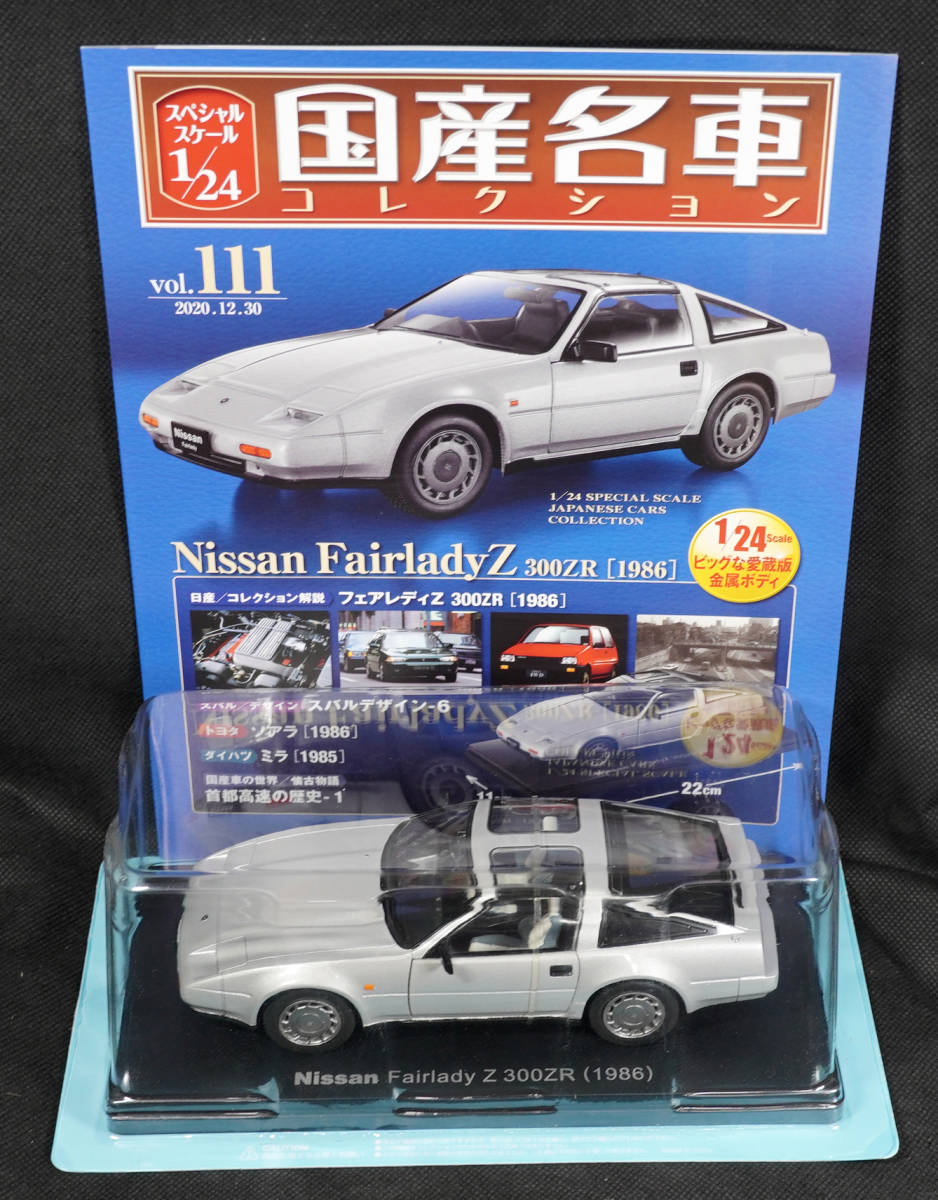 スペシャル
スケール
1/24
国産名車
コレクション
vol.111
2020.12.30
Nissan
Fairlady
1/24 SPECIAL SCALE
JAPANESE CARS
COLLECTION
Nissan FairladyZ 300ZR [1986]
1/24 Scale
ビッグな愛蔵版
金属ボディ
日産/コレクション解説 フェアレディZ 300ZR [1986]
スバル/デザイン スバルデザイン-6
トヨタ ソアラ [1986]
ダイハツ ミラ [1985]
国産車の世界/懐古物語
首都高速の歴史-1
11
22cm
Nissan Fairlady Z 300ZR (1986)
CAUTION